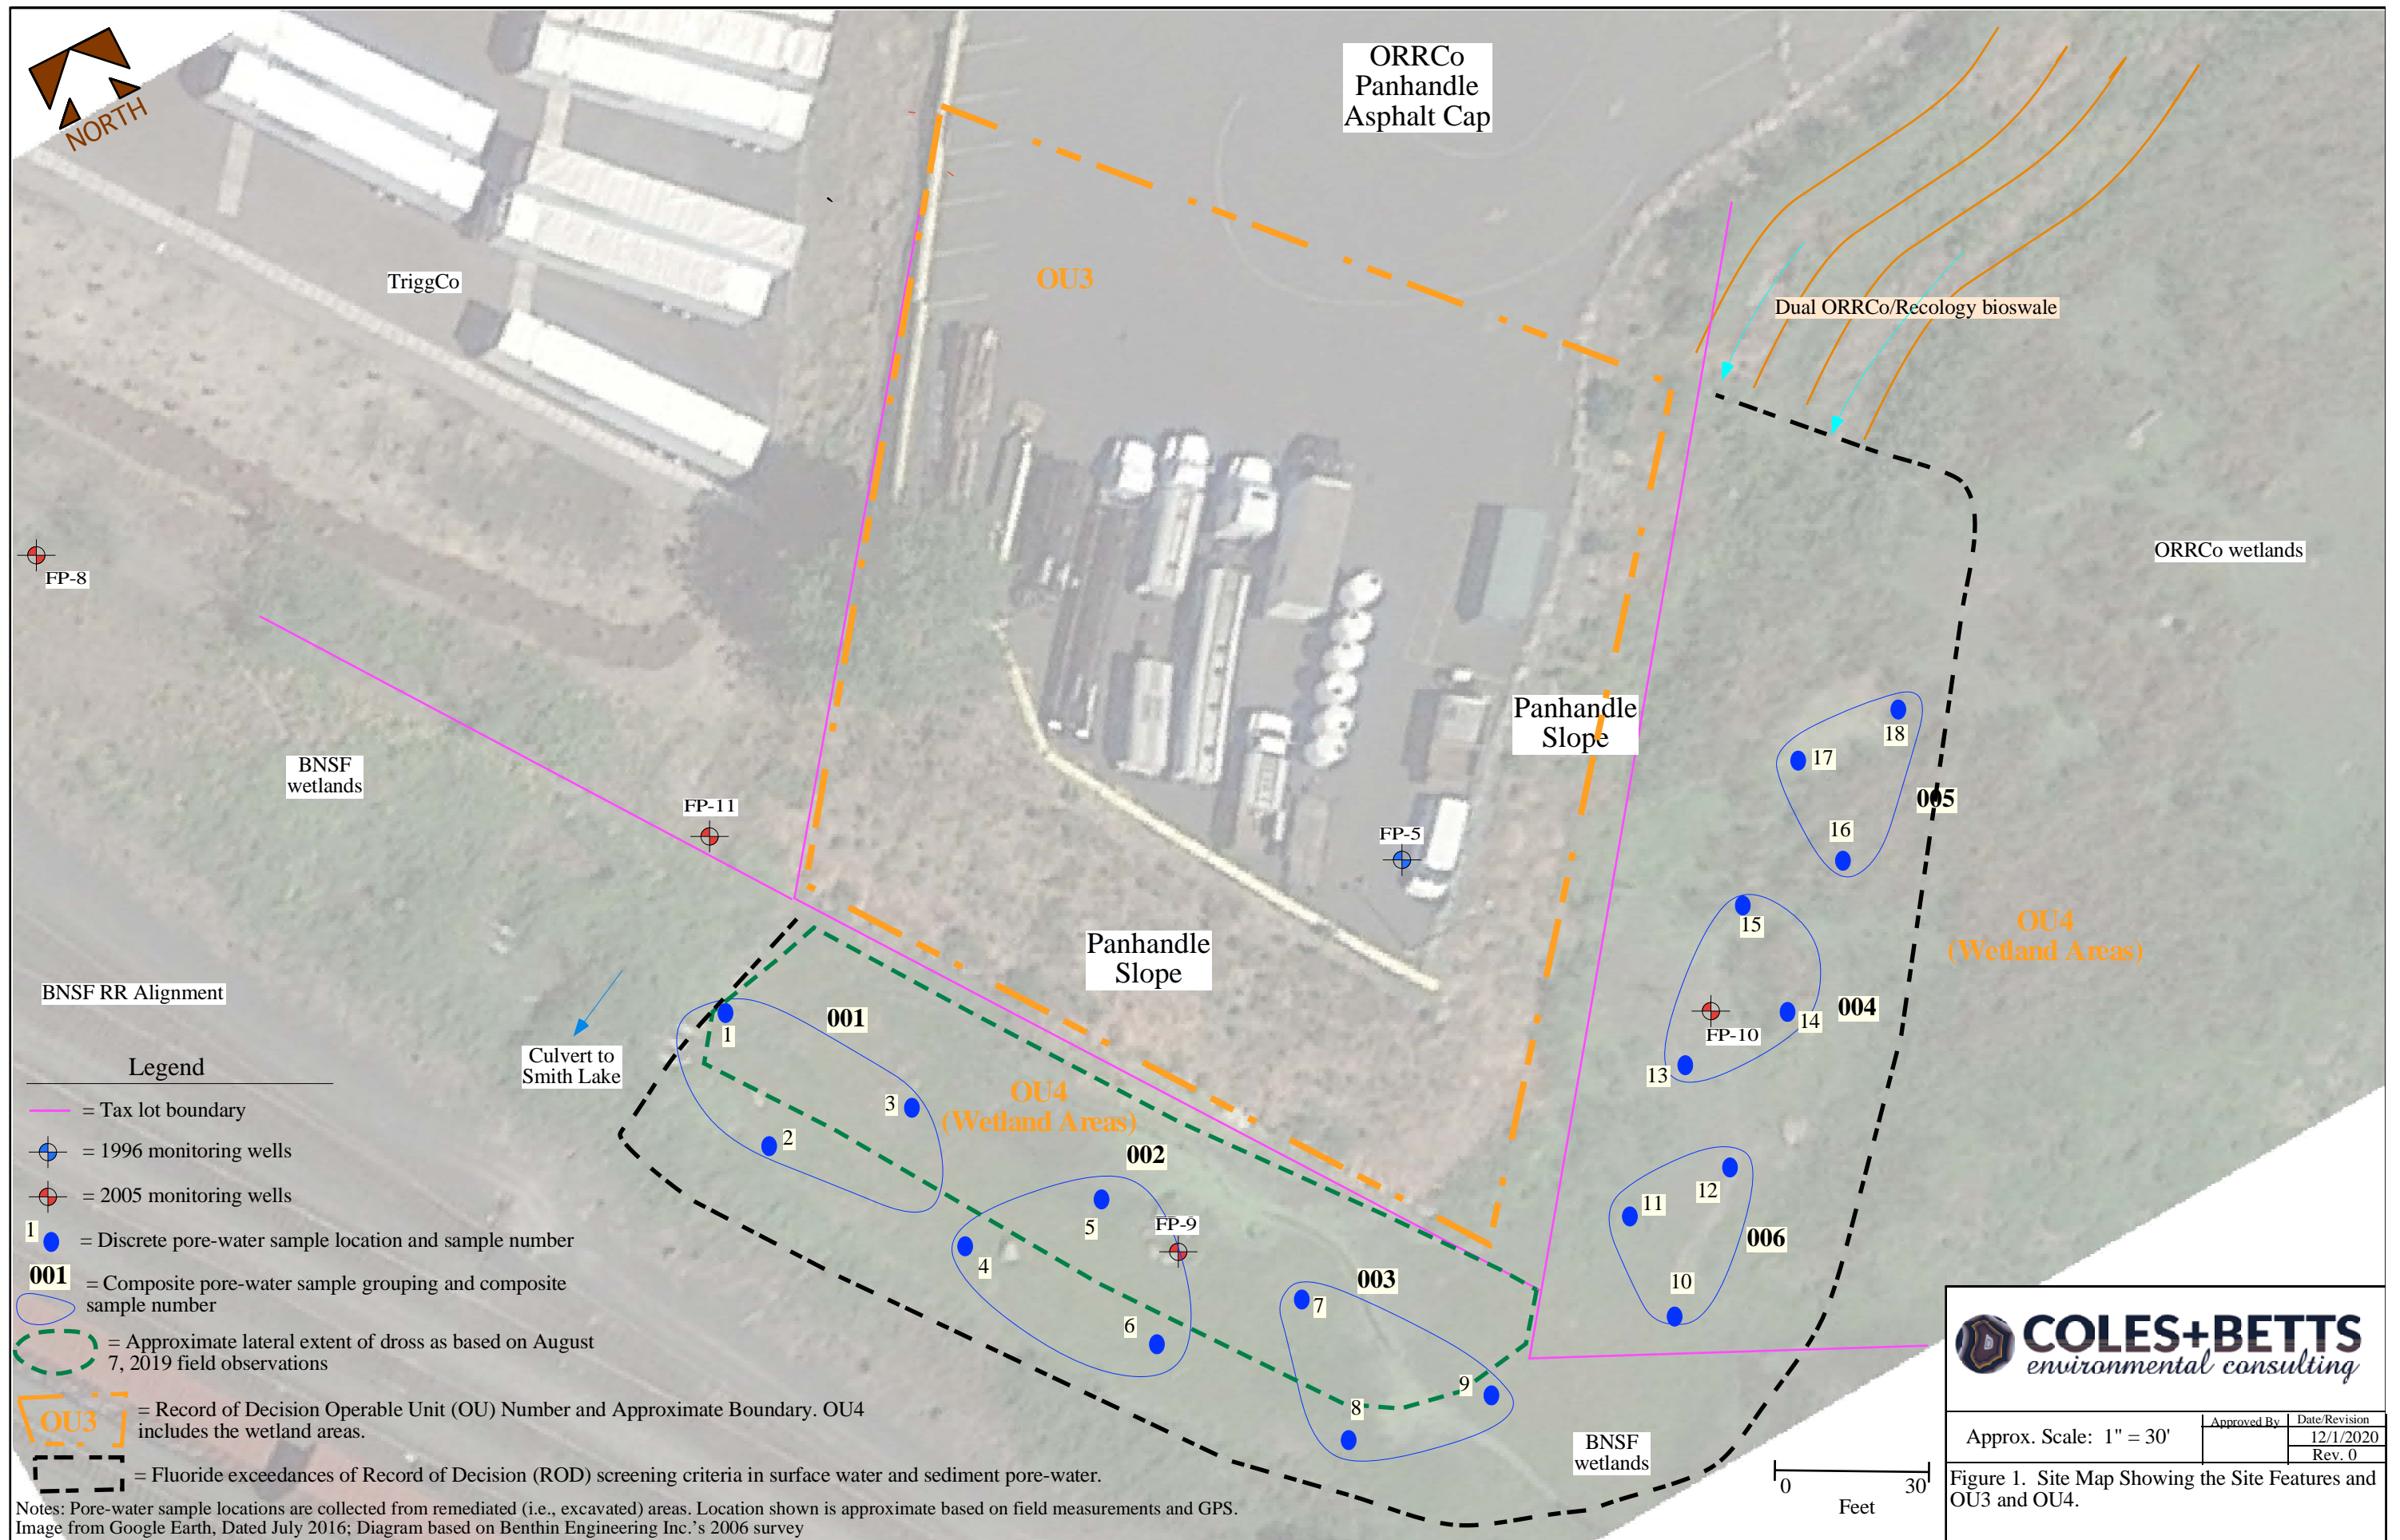 NORTH
ORRCo
Panhandle
Asphalt Cap
TriggCo
OU3
Dual ORRCo/Recology bioswale
ORRCo wetlands
FP-8
BNSF
wetlands
FP-11
FP-5
Panhandle
Slope
18
17
005
16
15
OU4
(Wetland Areas)
Panhandle
Slope
004
14
FP-10
13
BNSF RR Alignment
001
1
Culvert to
Smith Lake
3
2
OU4
(Wetland Areas)
002
5
FP-9
4
6
003
7
8
9
12
11
006
10
BNSF
wetlands
Legend
= Tax lot boundary
= 1996 monitoring wells
= 2005 monitoring wells
1 = Discrete pore-water sample location and sample number
001 = Composite pore-water sample grouping and composite
sample number
= Approximate lateral extent of dross as based on August
7, 2019 field observations
OU3 = Record of Decision Operable Unit (OU) Number and Approximate Boundary. OU4
includes the wetland areas.
= Fluoride exceedances of Record of Decision (ROD) screening criteria in surface water and sediment pore-water.
Notes: Pore-water sample locations are collected from remediated (i.e., excavated) areas. Location shown is approximate based on field measurements and GPS.
Image from Google Earth, Dated July 2016; Diagram based on Benthin Engineering Inc.'s 2006 survey
0 30
Feet
COLES+BETTS
environmental consulting
Approx. Scale: 1" = 30'
Approved By
Date/Revision
12/1/2020
Rev. 0
Figure 1. Site Map Showing the Site Features and
OU3 and OU4.